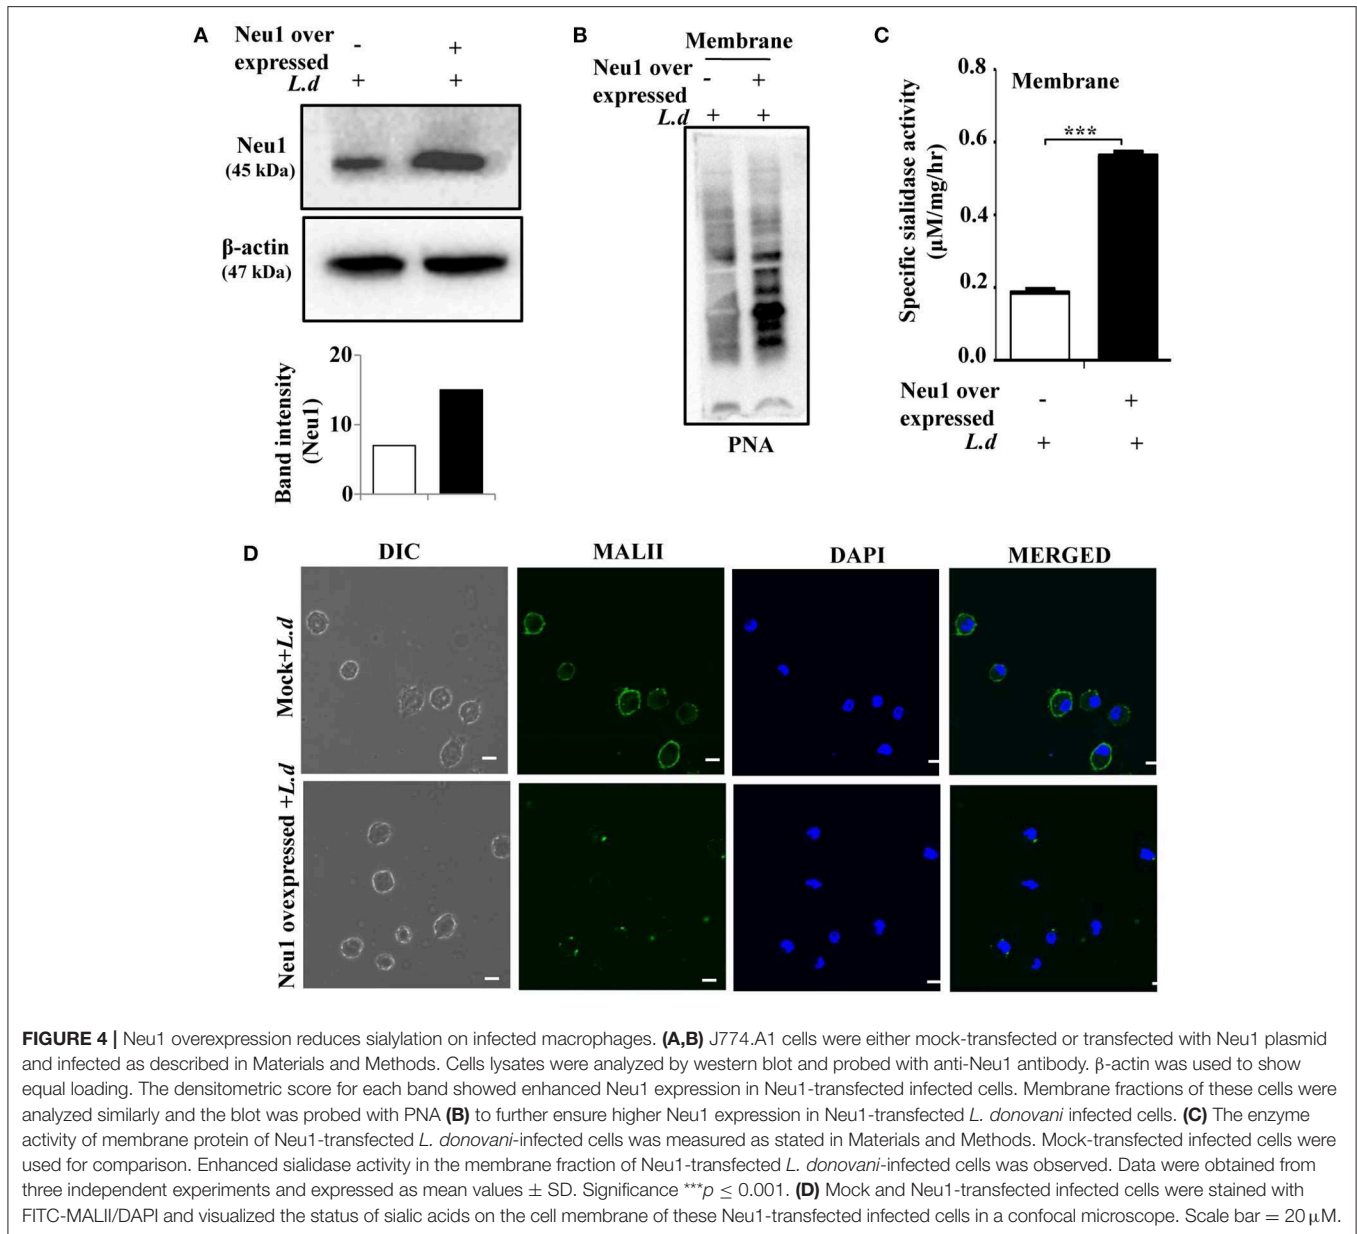 A
Neu1 over
expressed
- +
L.d + +
Neu1
(45 kDa)
β-actin
(47 kDa)
20
10
0
Band intensity
(Neu1)
B
Membrane
Neu1 over
expressed
- +
L.d + +
PNA
C
0.8
0.6
0.4
0.2
0.0
Membrane
***
Specific sialidase activity
(µM/mg/hr)
Neu1 over
expressed
- +
L.d + +
D
DIC MALII DAPI MERGED
Mock+L.d
Neu1 ovexpressed +L.d
FIGURE 4 | Neu1 overexpression reduces sialylation on infected macrophages. (A,B) J774.A1 cells were either mock-transfected or transfected with Neu1 plasmid
and infected as described in Materials and Methods. Cells lysates were analyzed by western blot and probed with anti-Neu1 antibody. β-actin was used to show
equal loading. The densitometric score for each band showed enhanced Neu1 expression in Neu1-transfected infected cells. Membrane fractions of these cells were
analyzed similarly and the blot was probed with PNA (B) to further ensure higher Neu1 expression in Neu1-transfected L. donovani infected cells. (C) The enzyme
activity of membrane protein of Neu1-transfected L. donovani-infected cells was measured as stated in Materials and Methods. Mock-transfected infected cells were
used for comparison. Enhanced sialidase activity in the membrane fraction of Neu1-transfected L. donovani-infected cells was observed. Data were obtained from
three independent experiments and expressed as mean values ± SD. Significance ***p ≤ 0.001. (D) Mock and Neu1-transfected infected cells were stained with
FITC-MALII/DAPI and visualized the status of sialic acids on the cell membrane of these Neu1-transfected infected cells in a confocal microscope. Scale bar = 20 µM.